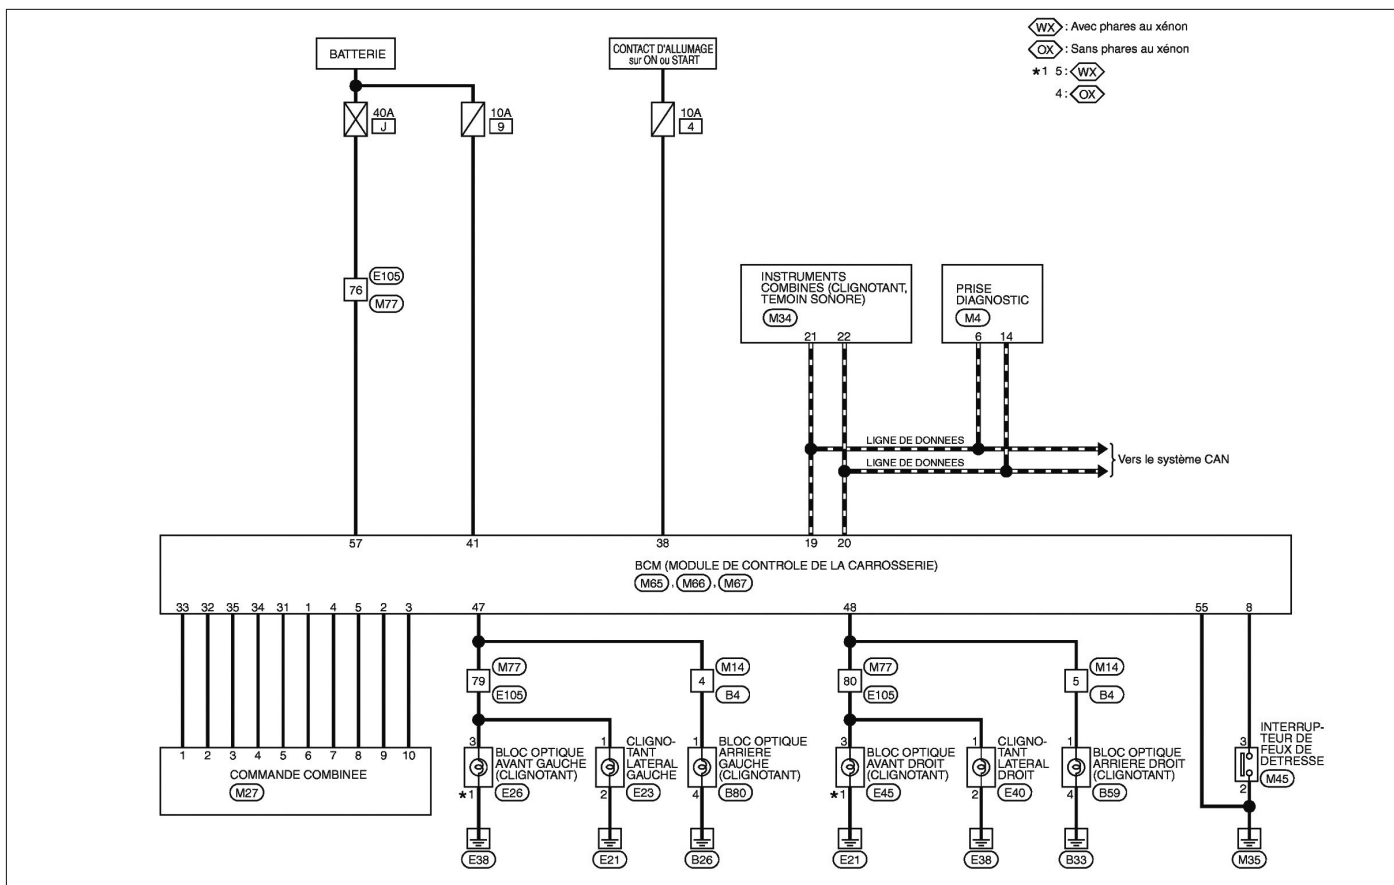 WX : Avec phares au xénon
OX : Sans phares au xénon
*1 5: WX
4: OX
BATTERIE
CONTACT D'ALLUMAGE
sur ON ou START
40A
J
10A
9
10A
4
76
E105
M77
INSTRUMENTS
COMBINES (CLIGNOTANT,
TEMOIN SONORE)
M34
21 22
PRISE
DIAGNOSTIC
M4
6 14
LIGNE DE DONNEES
LIGNE DE DONNEES
Vers le système CAN
57 41 38 19 20
BCM (MODULE DE CONTROLE DE LA CARROSSERIE)
M65 , M66 , M67
33 32 35 34 31 1 4 5 2 3 47 48 55 8
M77
79
E105
M14
4
B4
M77
80
E105
M14
5
B4
1 2 3 4 5 6 7 8 9 10
COMMANDE COMBINEE
M27
3
BLOC OPTIQUE
AVANT GAUCHE
(CLIGNOTANT)
E26
*1
E38
1
CLIGNO-
TANT
LATERAL
GAUCHE
E23
2
E21
1
BLOC OPTIQUE
ARRIERE
GAUCHE
(CLIGNOTANT)
B80
4
B26
3
BLOC OPTIQUE
AVANT DROIT
(CLIGNOTANT)
E45
*1
E21
1
CLIGNO-
TANT
LATERAL
DROIT
E40
2
E38
1
BLOC OPTIQUE
ARRIERE DROIT
(CLIGNOTANT)
B59
4
B33
3
INTERRUP-
TEUR DE
FEUX DE
DETRESSE
M45
2
M35